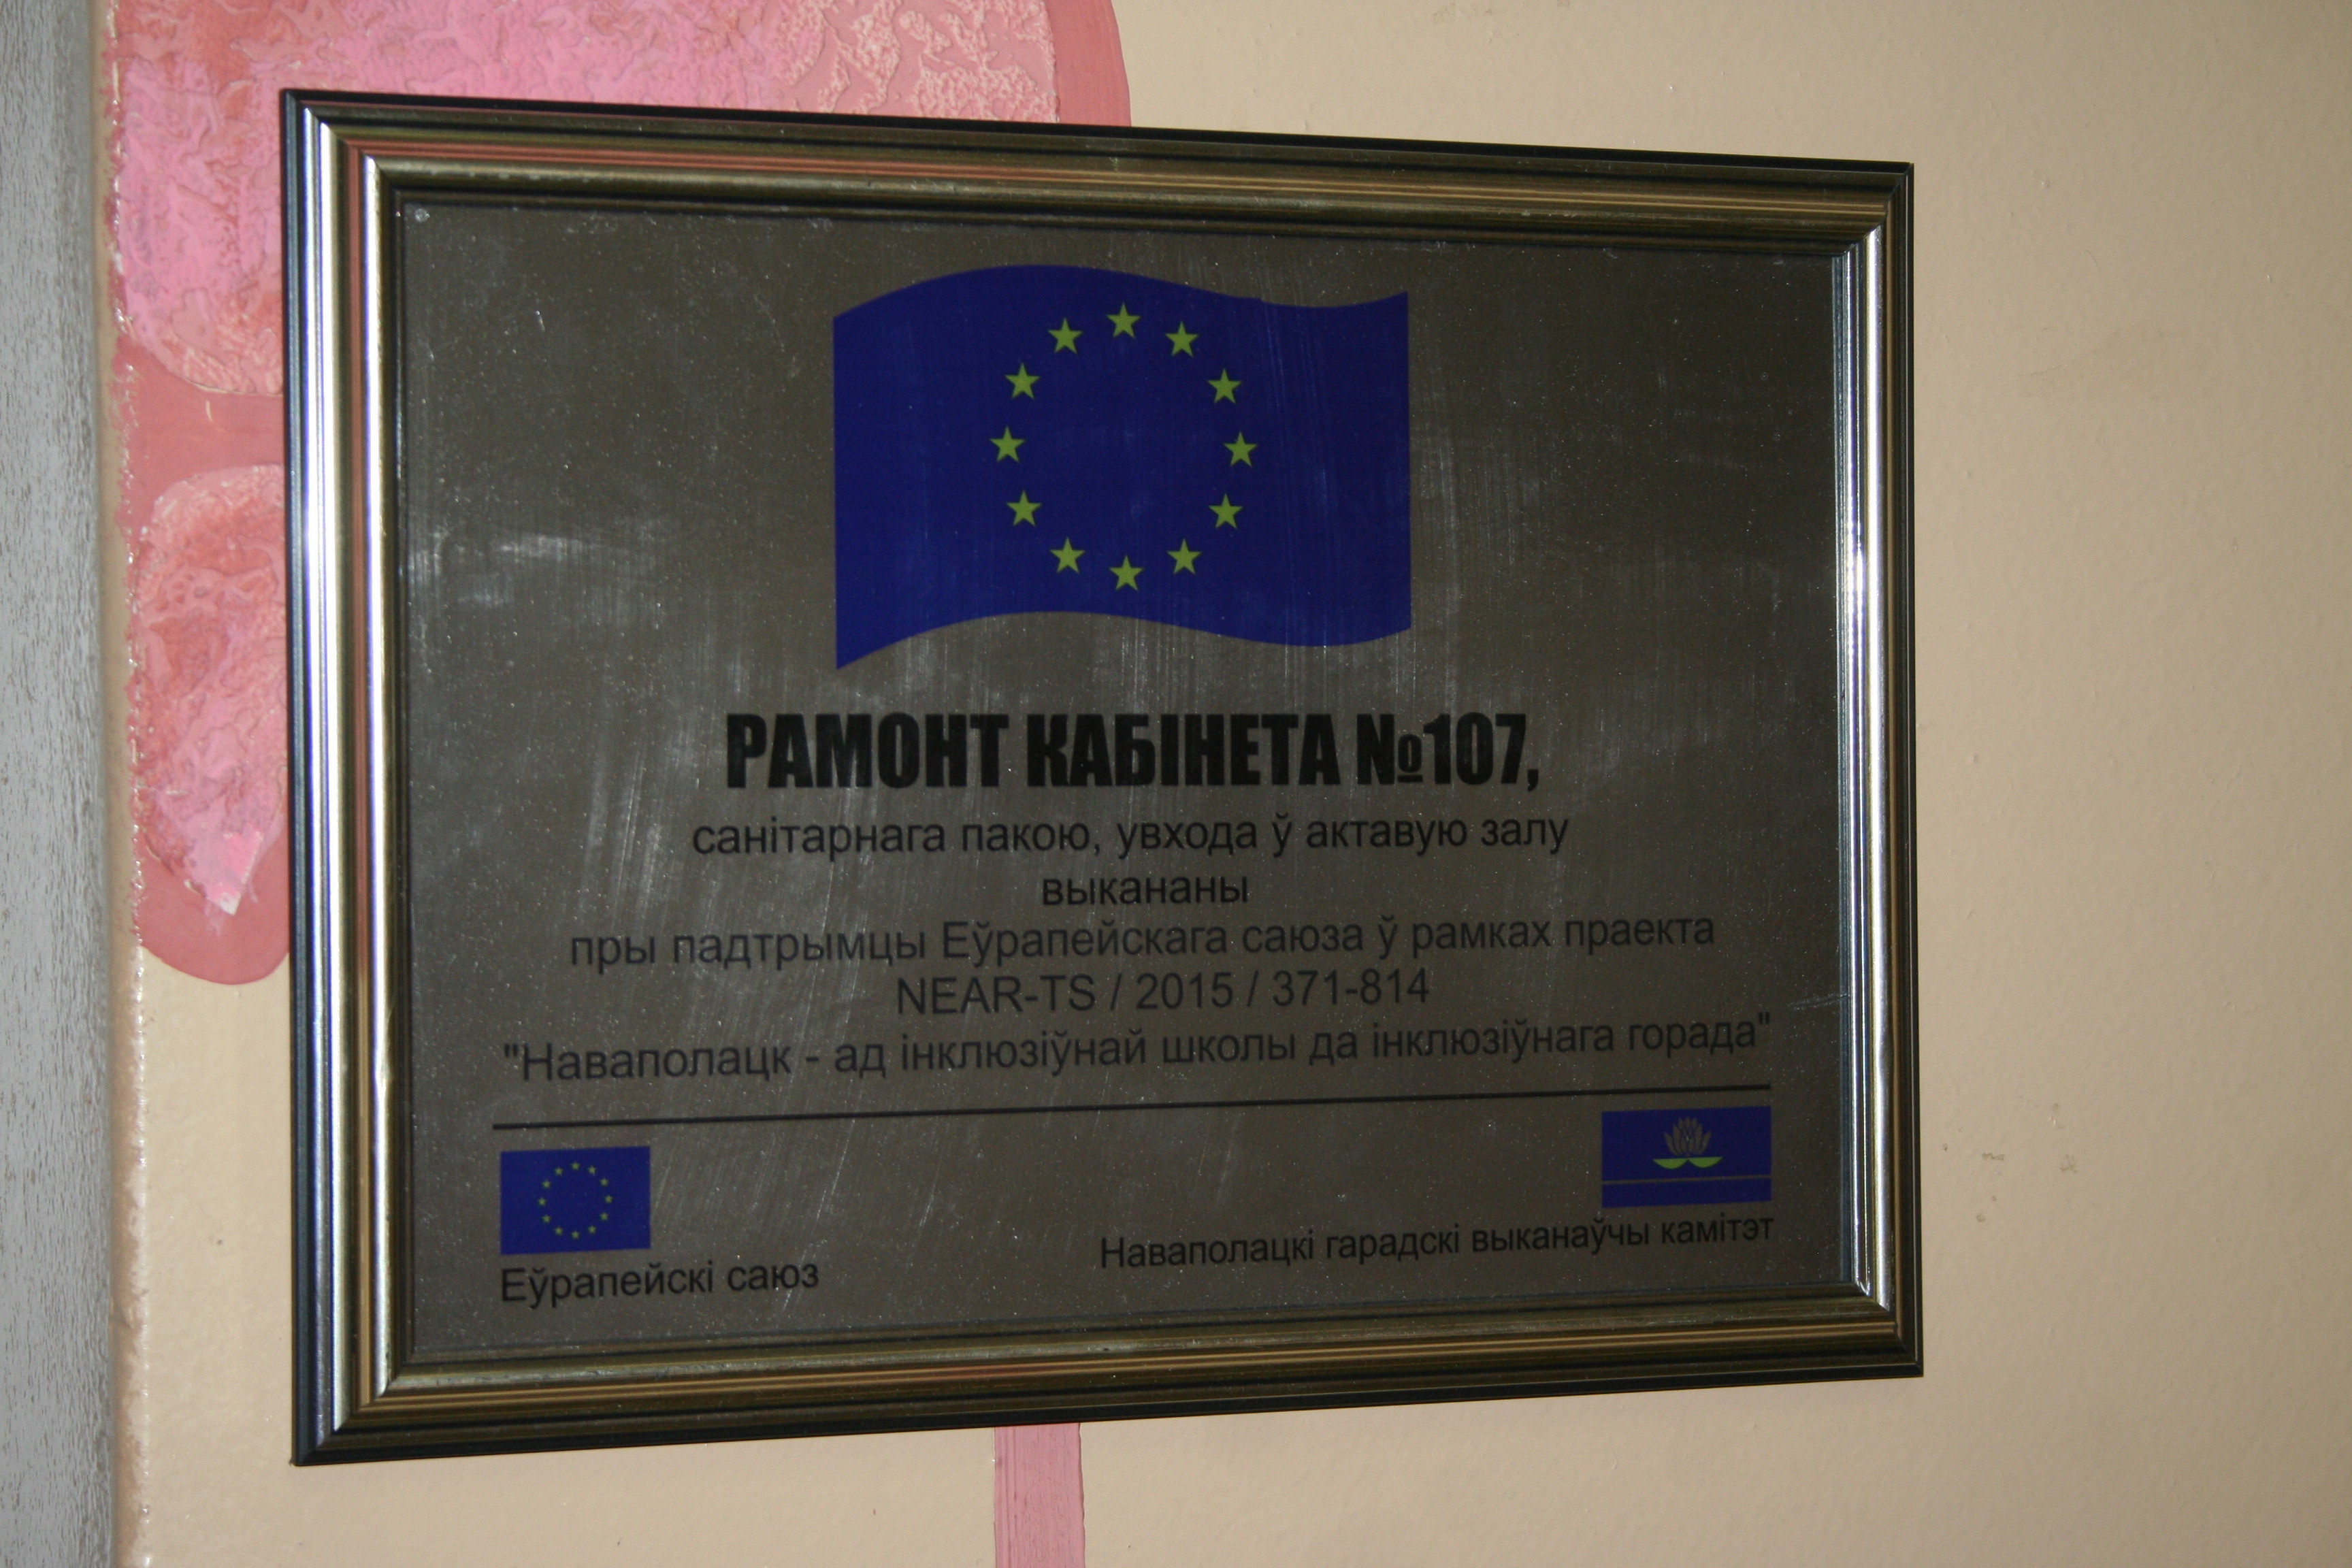 РАМОНТ КАБІНЕТА №107,
санітарнага пакою, увхода ў актавую залу
выкананы
пры падтрымцы Еўрапейскага саюза ў рамках праекта
NEAR-TS / 2015 / 371-814
"Наваполацк - ад інклюзіўнай школы да інклюзіўнага горада"
Еўрапейскі саюз
Наваполацкі гарадскі выканаўчы камітэт